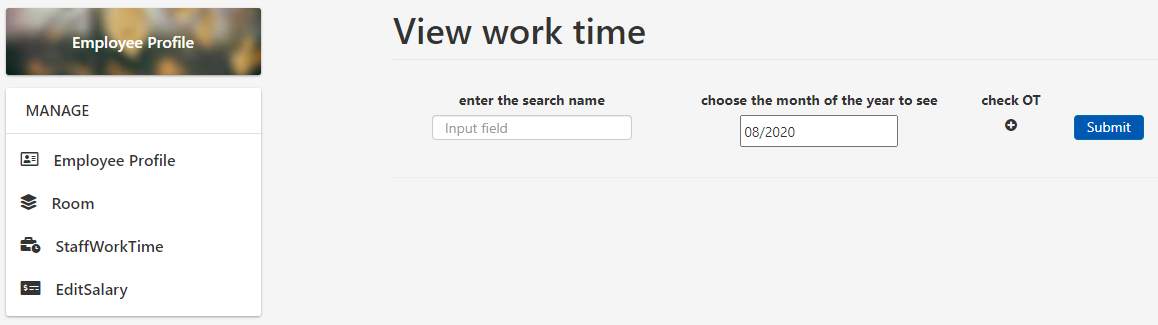 Employee Profile
MANAGE
Employee Profile
Room
StaffWorkTime
EditSalary
View work time
enter the search name
Input field
choose the month of the year to see
08/2020
check OT
Submit